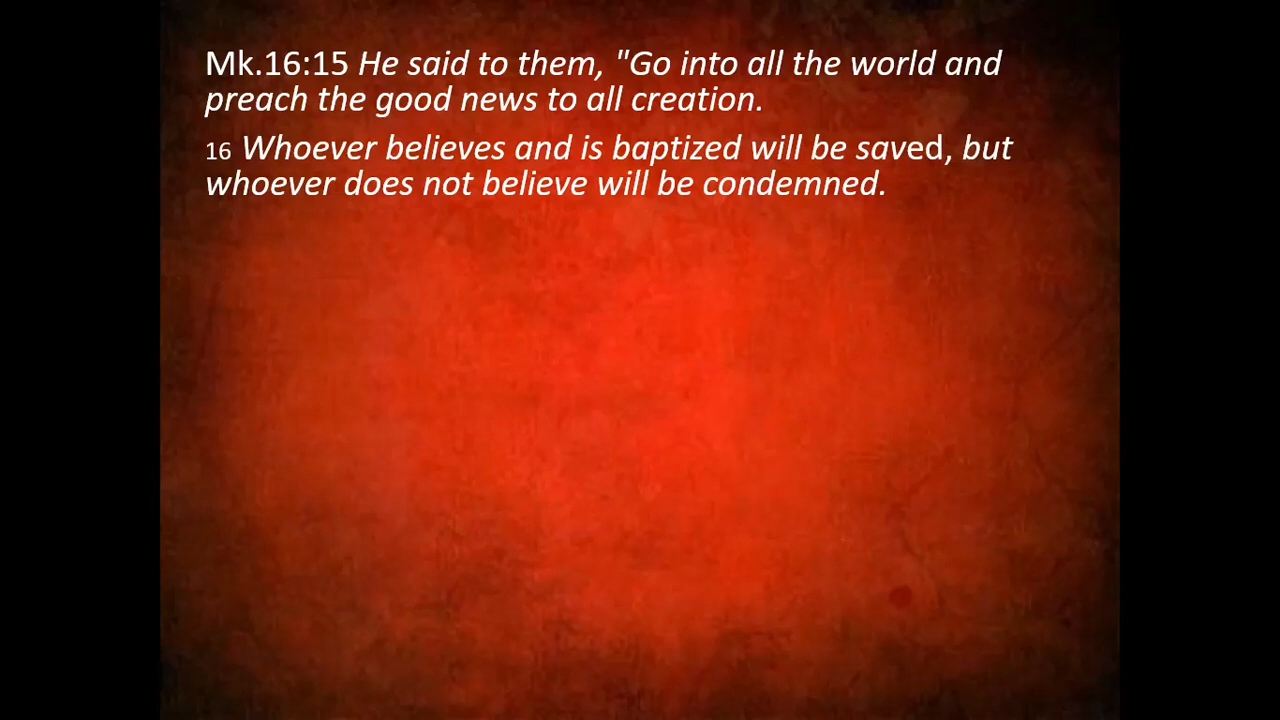 Mk.16:15 He said to them, "Go into all the world and
preach the good news to all creation.
16 Whoever believes and is baptized will be saved, but
whoever does not believe will be condemned.